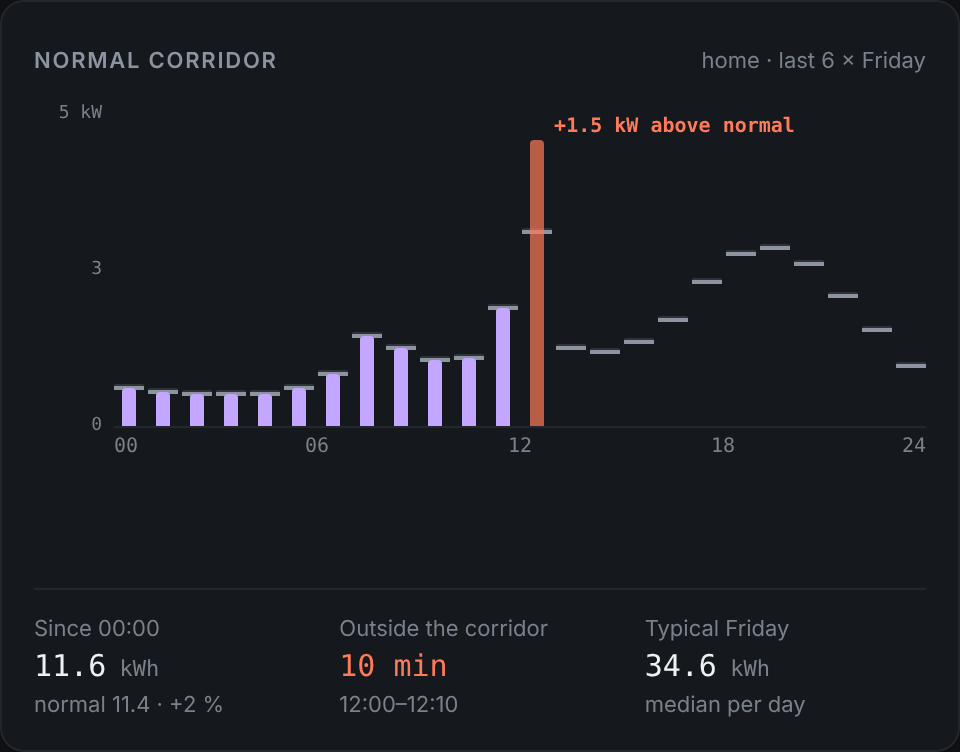 NORMAL CORRIDOR
home · last 6 × Friday
5 kW
+1.5 kW above normal
3
0
00 06 12 18 24
Since 00:00
11.6 kWh
normal 11.4 · +2 %
Outside the corridor
10 min
12:00–12:10
Typical Friday
34.6 kWh
median per day